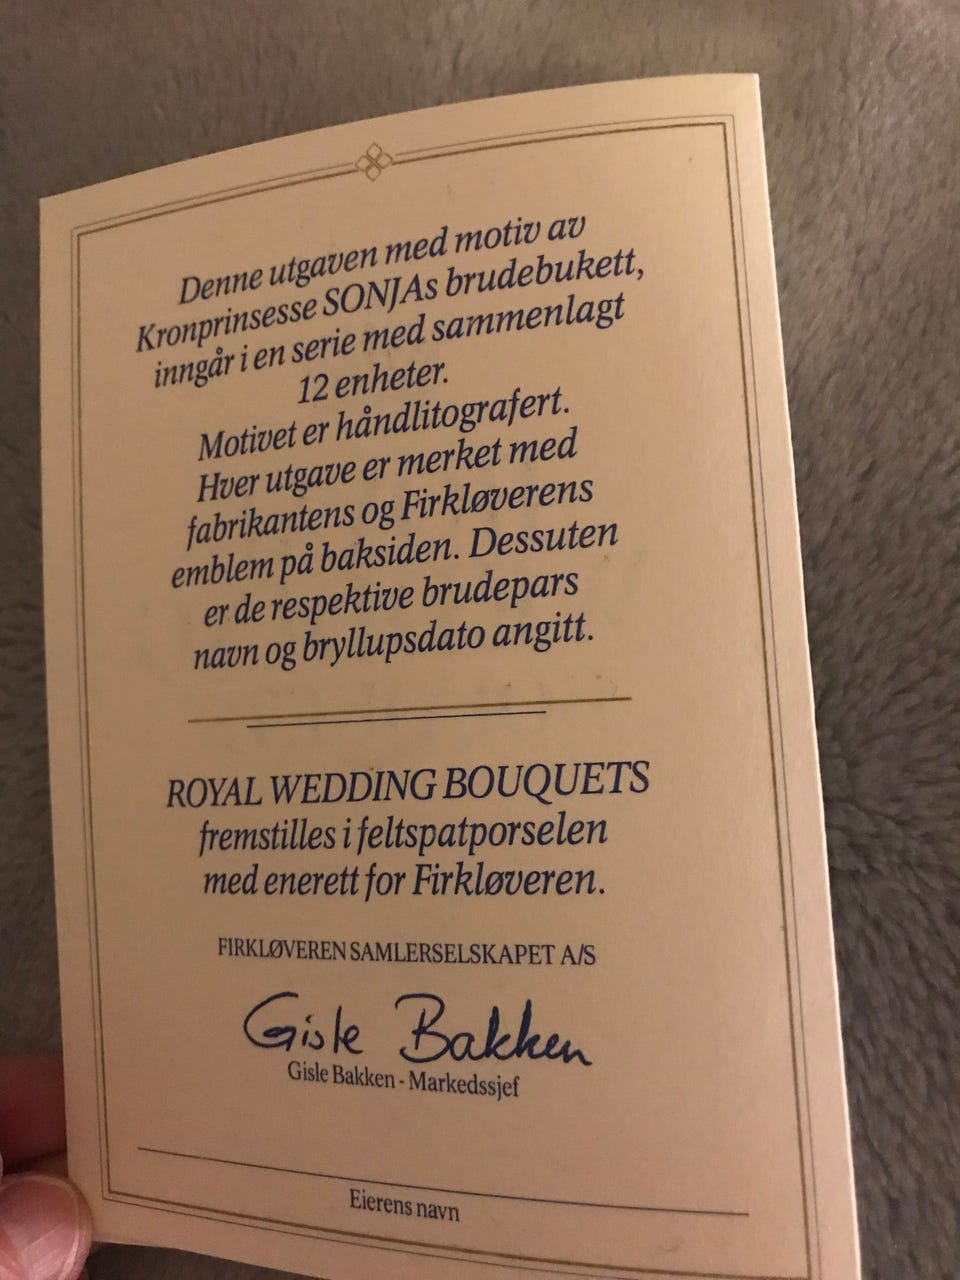 Denne utgaven med motiv av
Kronprinsesse SONJAs brudebukett,
inngår i en serie med sammenlagt
12 enheter.
Motivet er håndlitografert.
Hver utgave er merket med
fabrikantens og Firkløverens
emblem på baksiden. Dessuten
er de respektive brudepars
navn og bryllupsdato angitt.
ROYAL WEDDING BOUQUETS
fremstilles i feltspatporselen
med enerett for Firkløveren.
FIRKLØVEREN SAMLERSELSKAPET A/S
Gisle Bakken
Gisle Bakken - Markedssjef
Eierens navn